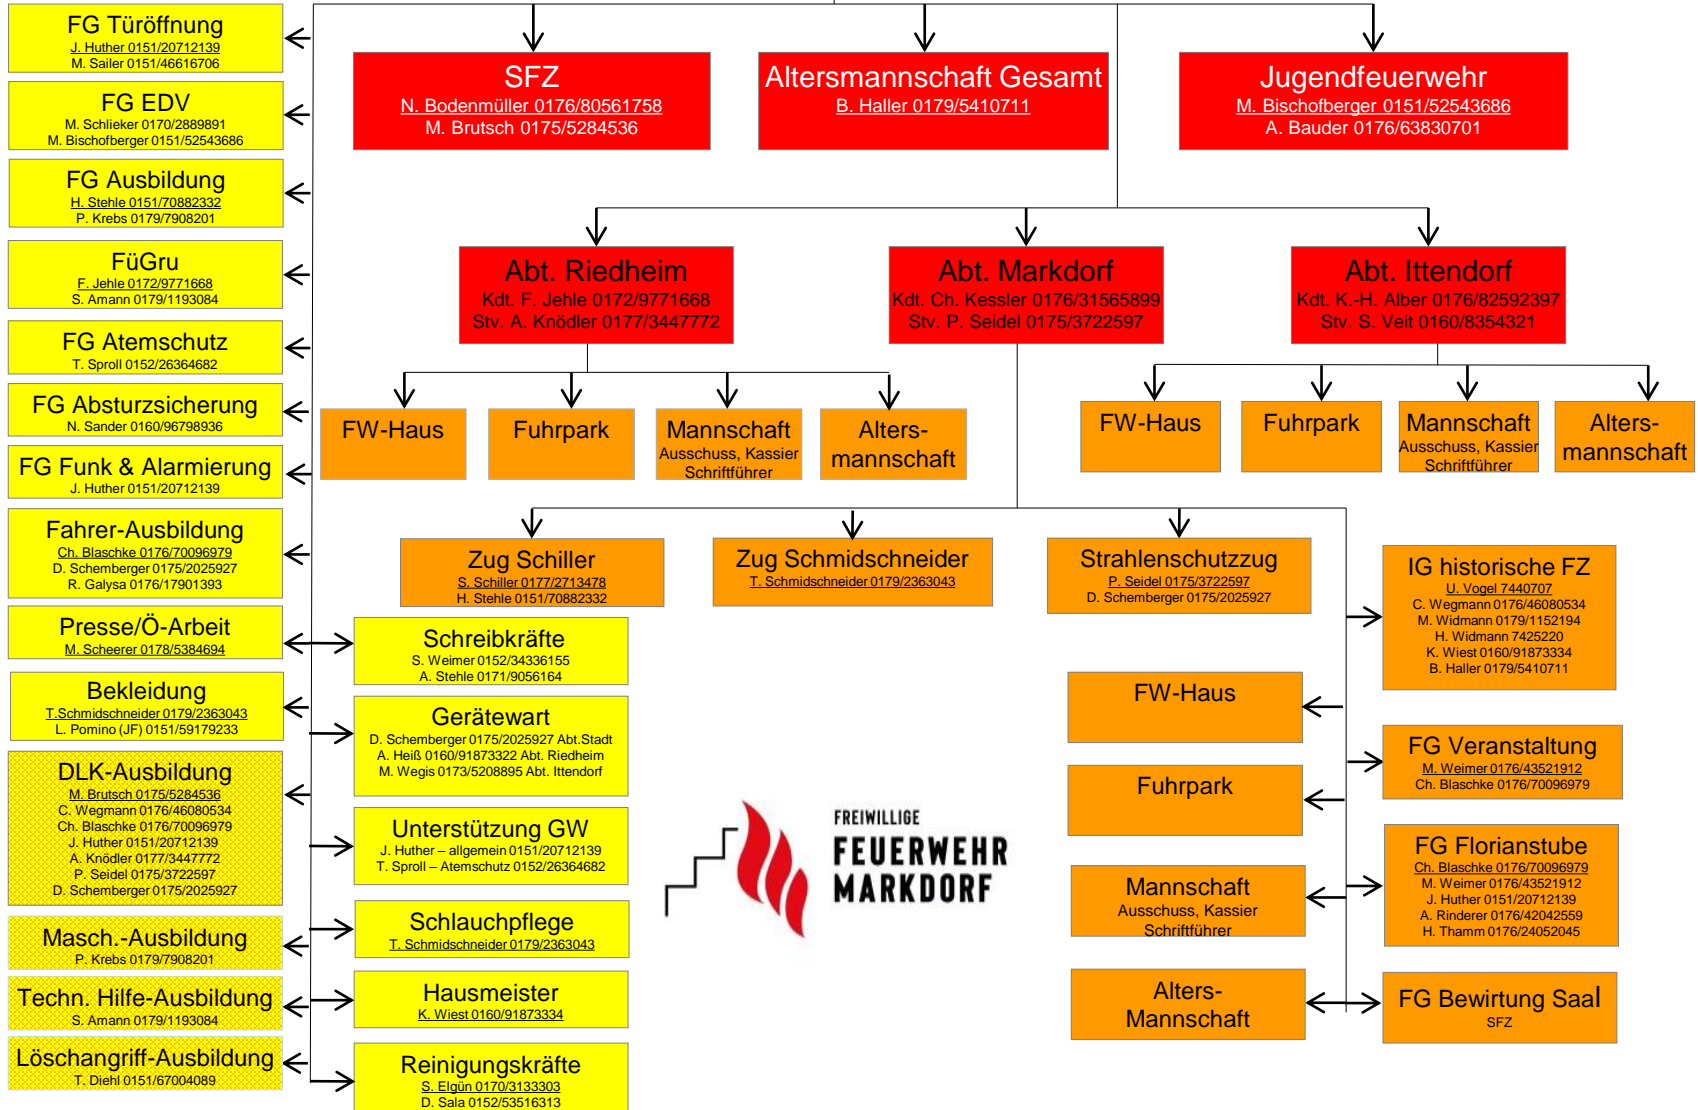 FG Türöffnung
J. Huther 0151/20712139
M. Sailer 0151/46616706
FG EDV
M. Schlieker 0170/2889891
M. Bischofberger 0151/52543686
FG Ausbildung
H. Stehle 0151/70882332
P. Krebs 0179/7908201
FüGru
F. Jehle 0172/9771668
S. Amann 0179/1193084
FG Atemschutz
T. Sproll 0152/26364682
FG Absturzsicherung
N. Sander 0160/96798936
FG Funk & Alarmierung
J. Huther 0151/20712139
Fahrer-Ausbildung
Ch. Blaschke 0176/70096979
D. Schemberger 0175/2025927
R. Galysa 0176/17901393
Presse/Ö-Arbeit
M. Scheerer 0178/5384694
Bekleidung
T.Schmidschneider 0179/2363043
L. Pomino (JF) 0151/59179233
DLK-Ausbildung
M. Brutsch 0175/5284536
C. Wegmann 0176/46080534
Ch. Blaschke 0176/70096979
J. Huther 0151/20712139
A. Knödler 0177/3447772
P. Seidel 0175/3722597
D. Schemberger 0175/2025927
Masch.-Ausbildung
P. Krebs 0179/7908201
Techn. Hilfe-Ausbildung
S. Amann 0179/1193084
Löschangriff-Ausbildung
T. Diehl 0151/67004089
SFZ
N. Bodenmüller 0176/80561758
M. Brutsch 0175/5284536
Altersmannschaft Gesamt
B. Haller 0179/5410711
Jugendfeuerwehr
M. Bischofberger 0151/52543686
A. Bauder 0176/63830701
Abt. Riedheim
Kdt. F. Jehle 0172/9771668
Stv. A. Knödler 0177/3447772
Abt. Markdorf
Kdt. Ch. Kessler 0176/31565899
Stv. P. Seidel 0175/3722597
Abt. Ittendorf
Kdt. K.-H. Alber 0176/82592397
Stv. S. Veit 0160/8354321
FW-Haus
Fuhrpark
Mannschaft
Ausschuss, Kassier
Schriftführer
Alters-
mannschaft
FW-Haus
Fuhrpark
Mannschaft
Ausschuss, Kassier
Schriftführer
Alters-
mannschaft
Zug Schiller
S. Schiller 0177/2713478
H. Stehle 0151/70882332
Zug Schmidschneider
T. Schmidschneider 0179/2363043
Strahlenschutzzug
P. Seidel 0175/3722597
D. Schemberger 0175/2025927
IG historische FZ
U. Vogel 7440707
C. Wegmann 0176/46080534
M. Widmann 0179/1152194
H. Widmann 7425220
K. Wiest 0160/91873334
B. Haller 0179/5410711
Schreibkräfte
S. Weimer 0152/34336155
A. Stehle 0171/9056164
Gerätewart
D. Schemberger 0175/2025927 Abt.Stadt
A. Heiß 0160/91873322 Abt. Riedheim
M. Wegis 0173/5208895 Abt. Ittendorf
Unterstützung GW
J. Huther – allgemein 0151/20712139
T. Sproll – Atemschutz 0152/26364682
Schlauchpflege
T. Schmidschneider 0179/2363043
Hausmeister
K. Wiest 0160/91873334
Reinigungskräfte
S. Elgün 0170/3133303
D. Sala 0152/53516313
FREIWILLIGE
FEUERWEHR
MARKDORF
FW-Haus
Fuhrpark
Mannschaft
Ausschuss, Kassier
Schriftführer
Alters-
Mannschaft
FG Veranstaltung
M. Weimer 0176/43521912
Ch. Blaschke 0176/70096979
FG Florianstube
Ch. Blaschke 0176/70096979
M. Weimer 0176/43521912
J. Huther 0151/20712139
A. Rinderer 0176/42042559
H. Thamm 0176/24052045
FG Bewirtung Saal
SFZ